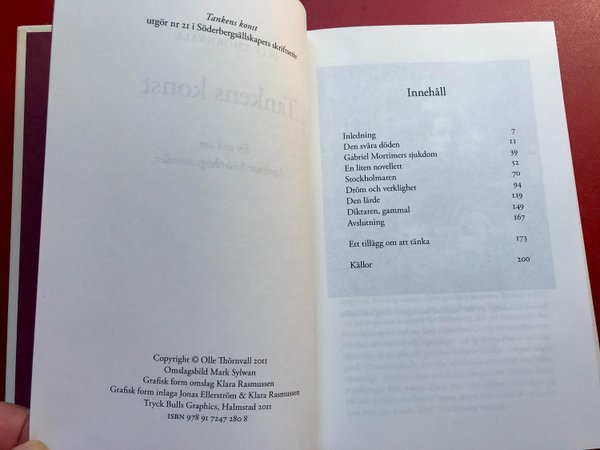 Tankens konst
utgör nr 21 i Söderbergsällskapets skriftserie
Tankens konst
Copyright © Olle Thörnvall 2011
Omslagsbild Mark Sylwan
Grafisk form omslag Klara Rasmussen
Grafisk form inlaga Jonas Ellerström & Klara Rasmussen
Tryck Bulls Graphics, Halmstad 2011
ISBN 978 91 7247 280 8
Innehåll
Inledning 7
Den svåra döden 11
Gabriel Mortimers sjukdom 39
En liten novellett 52
Stockholmaren 70
Dröm och verklighet 94
Den lärde 119
Diktaren, gammal 149
Avslutning 167
Ett tillägg om att tänka 173
Källor 200